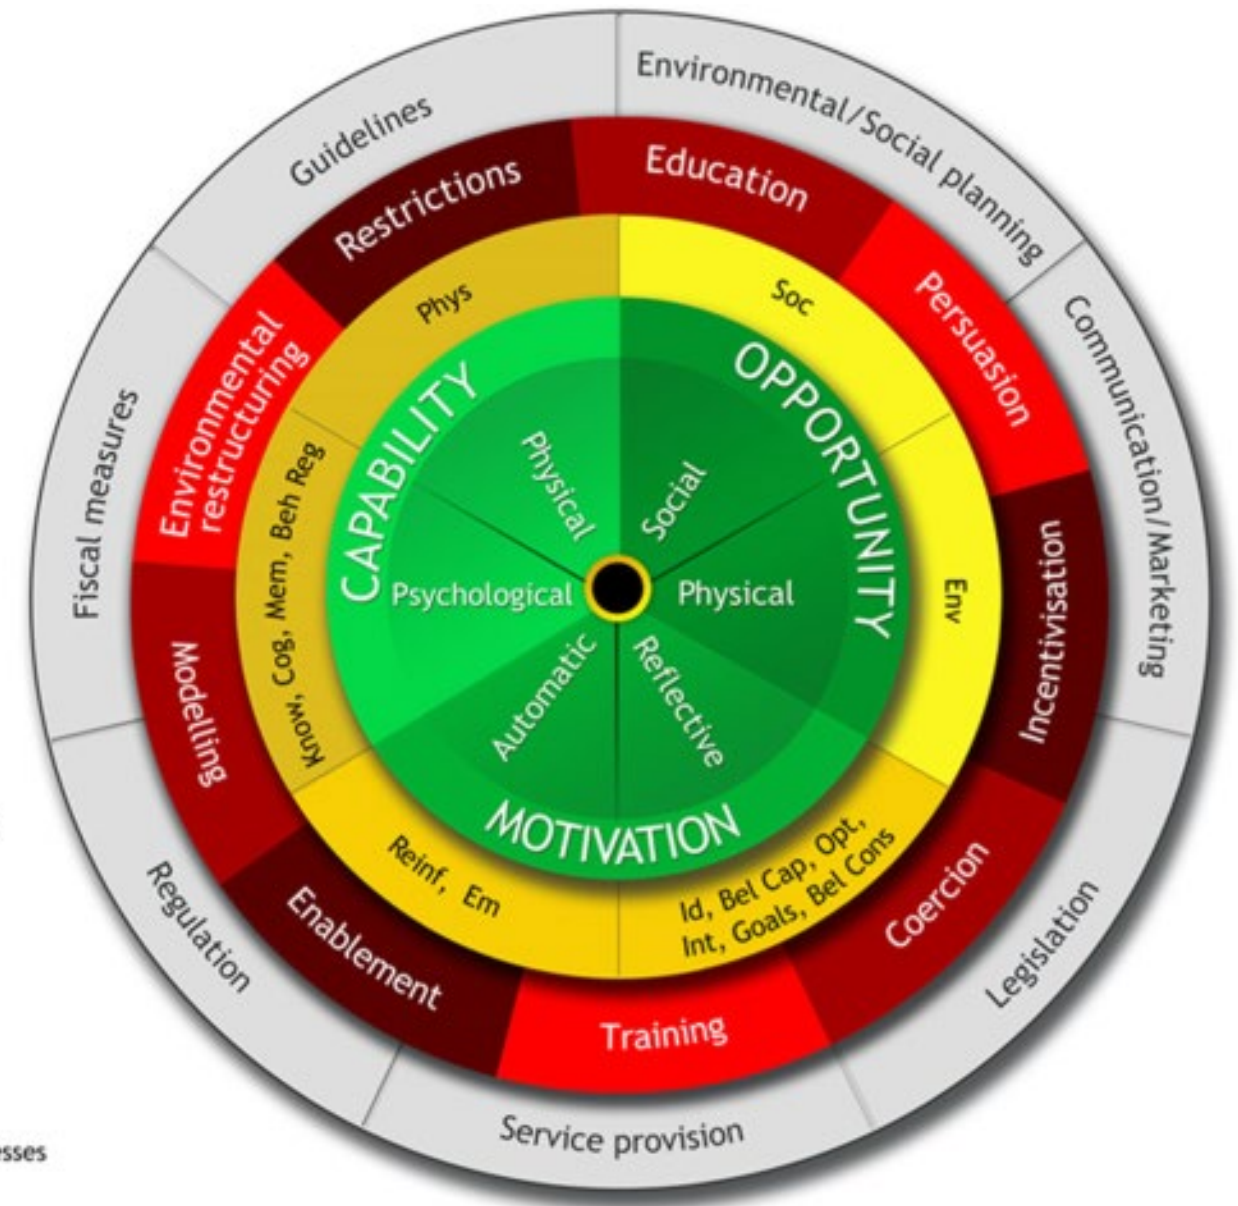 Guidelines
Environmental/Social planning
Communication/Marketing
Legislation
Service provision
Regulation
Fiscal measures
Restrictions
Education
Persuasion
Incentivisation
Coercion
Training
Enablement
Modelling
Environmental
restructuring
Phys
Soc
Env
Id, Bel Cap, Opt,
Int, Goals, Bel Cons
Reinf, Em
Know, Cog, Mem, Beh Reg
CAPABILITY
OPPORTUNITY
MOTIVATION
Physical
Social
Physical
Reflective
Automatic
Psychological